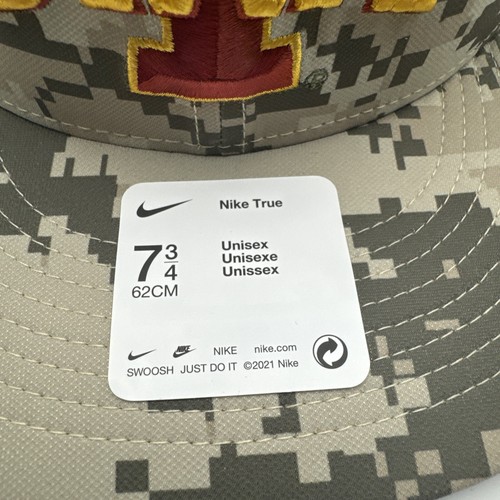 Nike True
7 3/4
62CM
Unisex
Unisexe
Unissex
NIKE nike.com
SWOOSH JUST DO IT ©2021 Nike